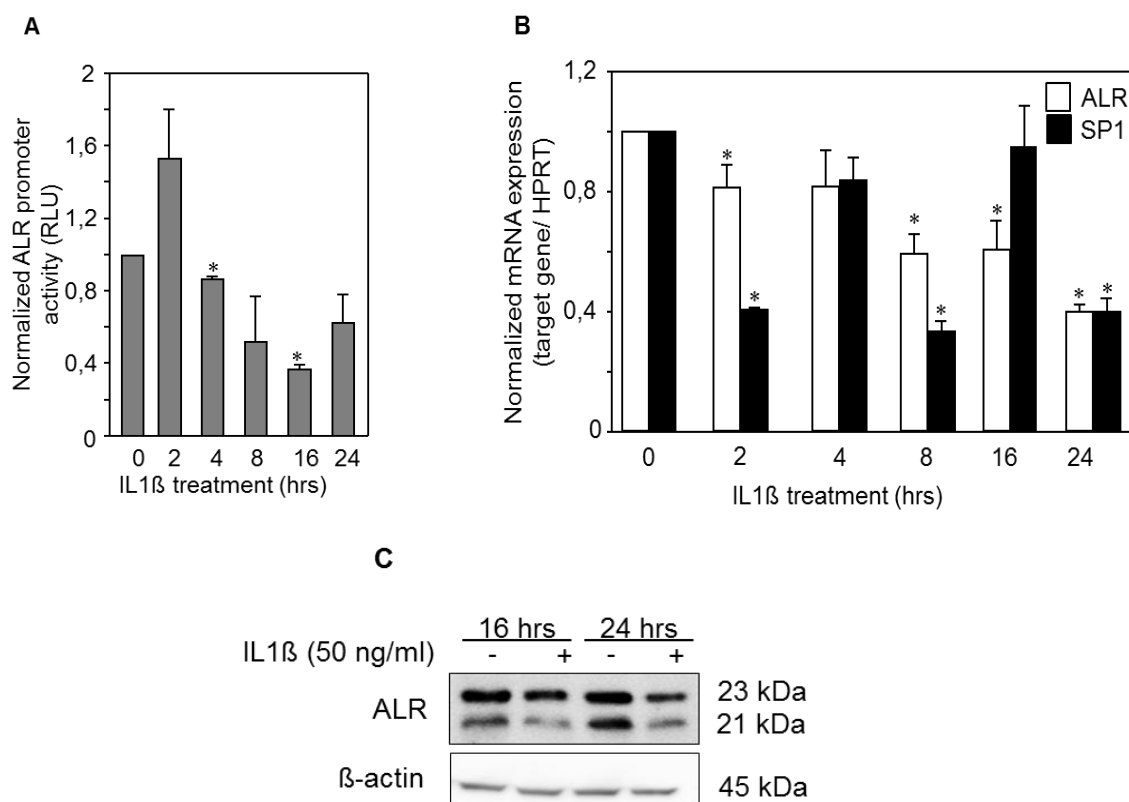 A
Normalized ALR promoter
activity (RLU)
2
1,6
1,2
0,8
0,4
0
*
*
0 2 4 8 16 24
IL1ß treatment (hrs)
B
Normalized mRNA expression
(target gene/ HPRT)
1,2
0,8
0,4
0
ALR
SP1
*
*
*
*
*
*
*
0 2 4 8 16 24
IL1ß treatment (hrs)
C
16 hrs 24 hrs
IL1ß (50 ng/ml) - + - +
ALR
23 kDa
21 kDa
ß-actin 45 kDa